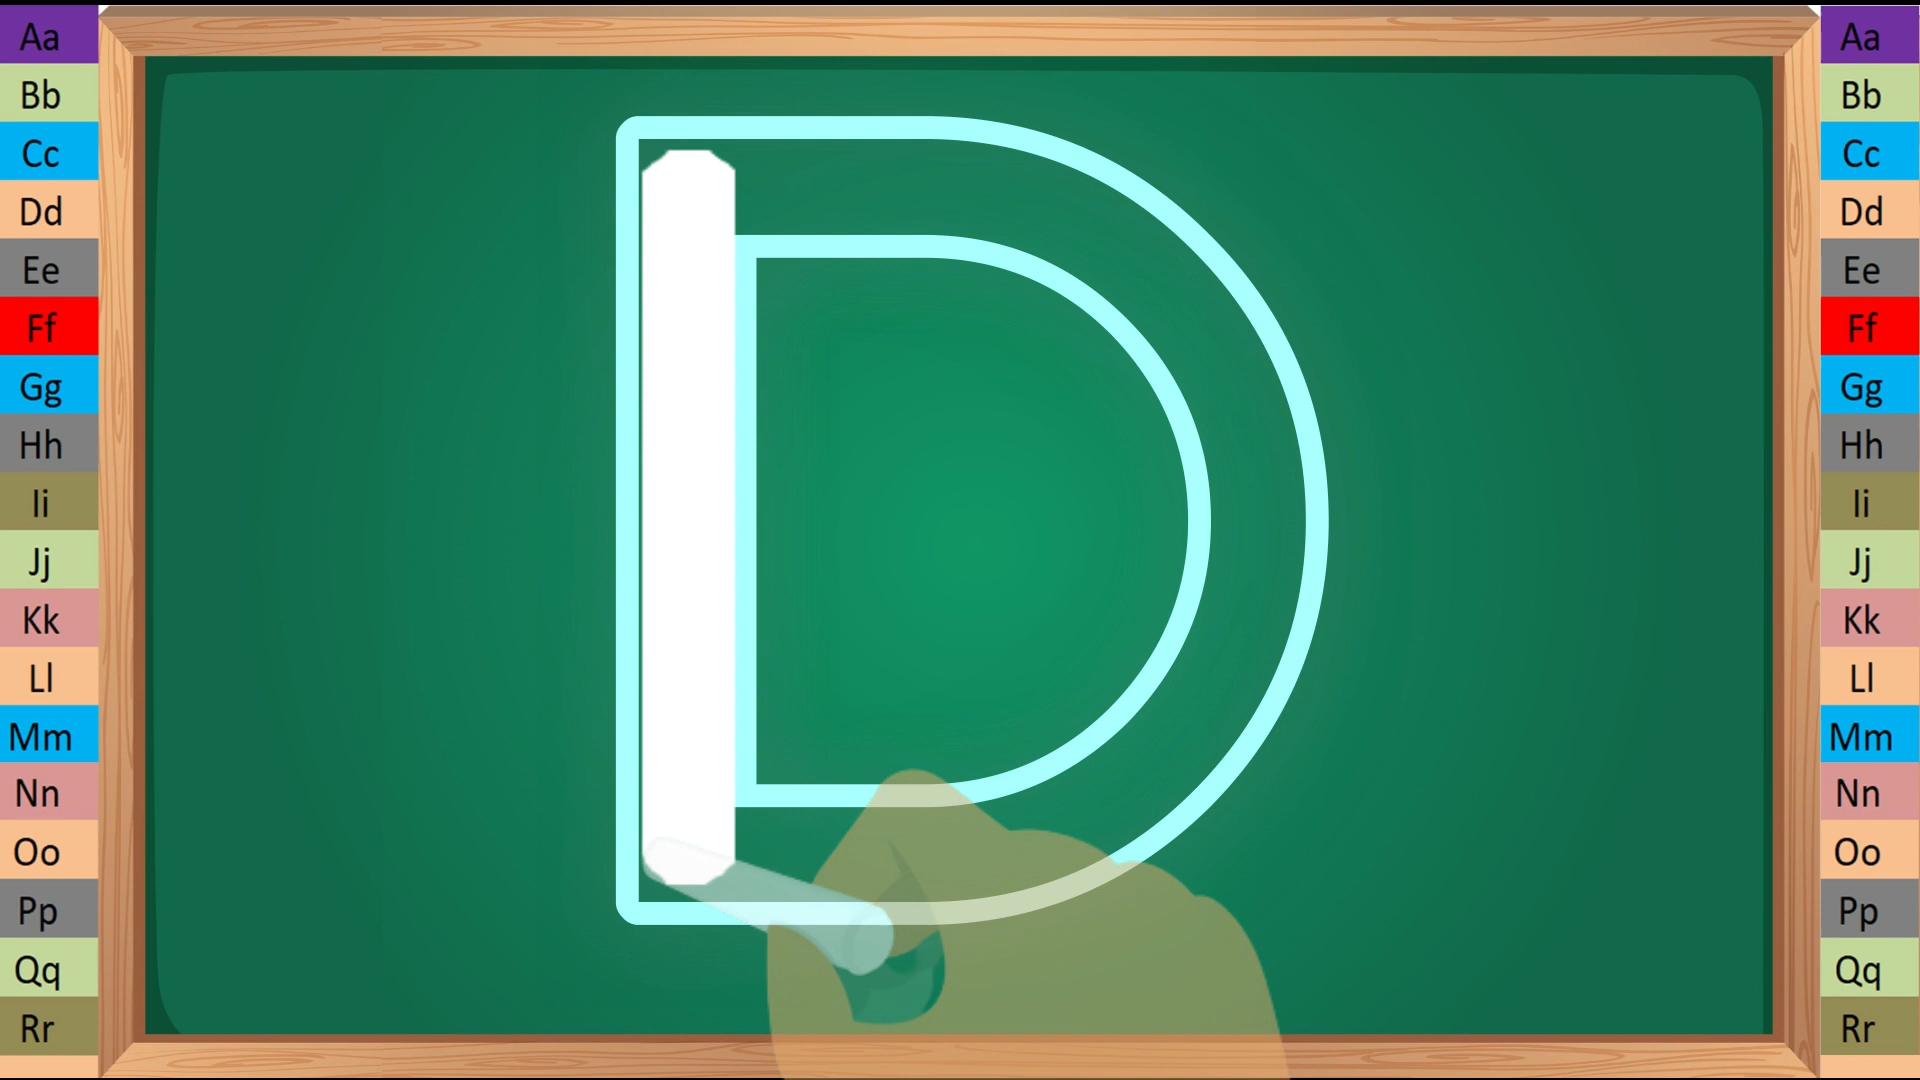 Aa
Bb
Cc
Dd
Ee
Ff
Gg
Hh
Ii
Jj
Kk
Ll
Mm
Nn
Oo
Pp
Qq
Rr
D
Aa
Bb
Cc
Dd
Ee
Ff
Gg
Hh
Ii
Jj
Kk
Ll
Mm
Nn
Oo
Pp
Qq
Rr